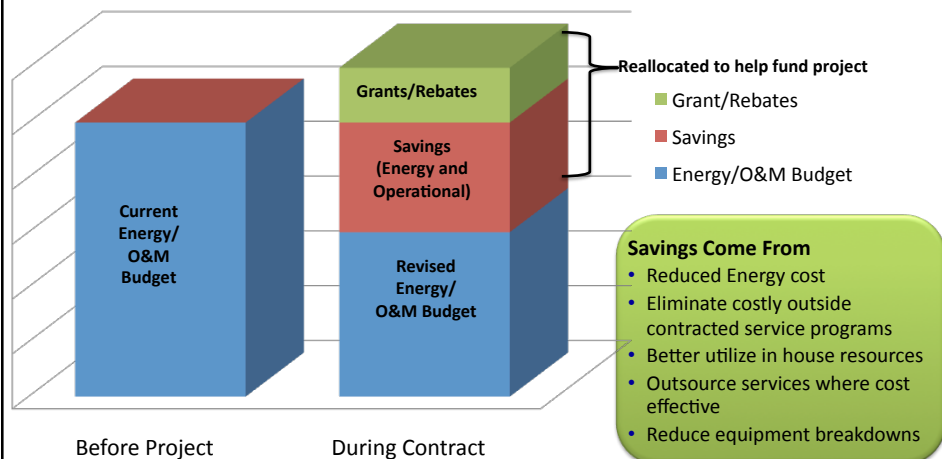 Current
Energy/
O&M
Budget
Grants/Rebates
Savings
(Energy and
Operational)
Revised
Energy/
O&M Budget
Reallocated to help fund project
Grant/Rebates
Savings
Energy/O&M Budget
Savings Come From
• Reduced Energy cost
• Eliminate costly outside
contracted service programs
• Better utilize in house resources
• Outsource services where cost
effective
• Reduce equipment breakdowns
Before Project
During Contract